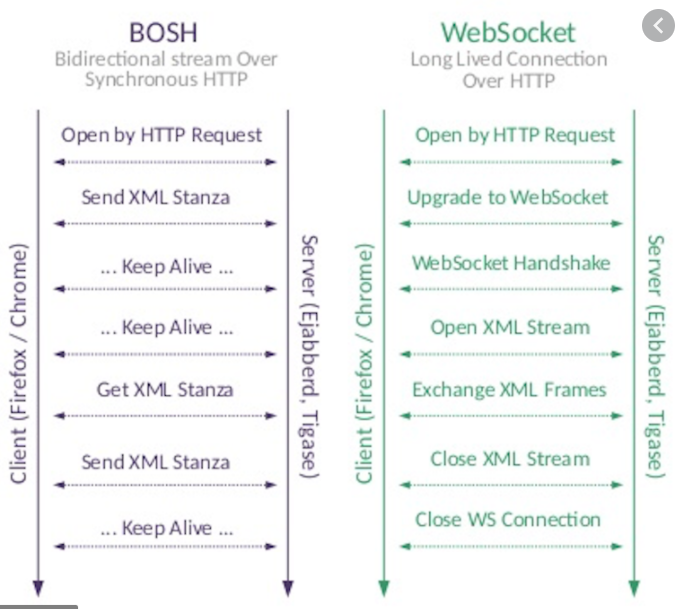 BOSH
Bidirectional stream Over
Synchronous HTTP
Open by HTTP Request
Send XML Stanza
... Keep Alive ...
... Keep Alive ...
Get XML Stanza
Send XML Stanza
... Keep Alive ...
Client (Firefox / Chrome)
Server (Ejabberd, Tigase)
WebSocket
Long Lived Connection
Over HTTP
Open by HTTP Request
Upgrade to WebSocket
WebSocket Handshake
Open XML Stream
Exchange XML Frames
Close XML Stream
Close WS Connection
Client (Firefox / Chrome)
Server (Ejabberd, Tigase)